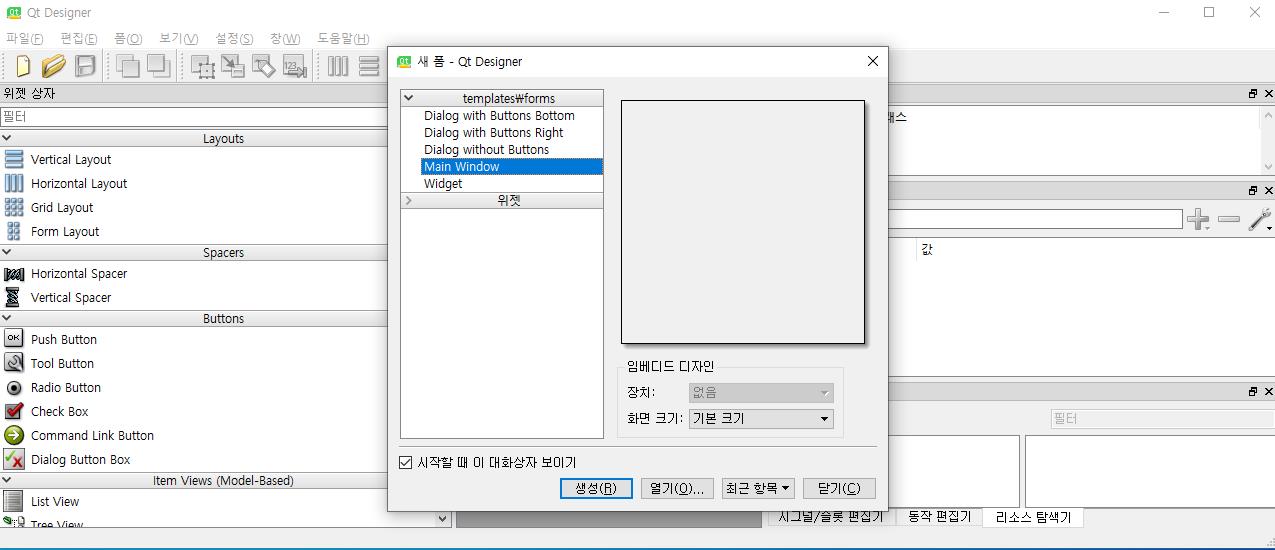 Qt Designer
파일(F) 편집(E) 폼(O) 보기(V) 설정(S) 창(W) 도움말(H)
위젯 상자
필터
Layouts
Vertical Layout
Horizontal Layout
Grid Layout
Form Layout
Spacers
Horizontal Spacer
Vertical Spacer
Buttons
OK Push Button
Tool Button
Radio Button
Check Box
Command Link Button
Dialog Button Box
Item Views (Model-Based)
List View
Tree View
새 폼 - Qt Designer
templates₩forms
Dialog with Buttons Bottom
Dialog with Buttons Right
Dialog without Buttons
Main Window
Widget
위젯
임베디드 디자인
장치: 없음
화면 크기: 기본 크기
시작할 때 이 대화상자 보이기
생성(R) 열기(O)... 최근 항목 닫기(C)
값
필터
시그널/슬롯 편집기 동작 편집기 리소스 탐색기